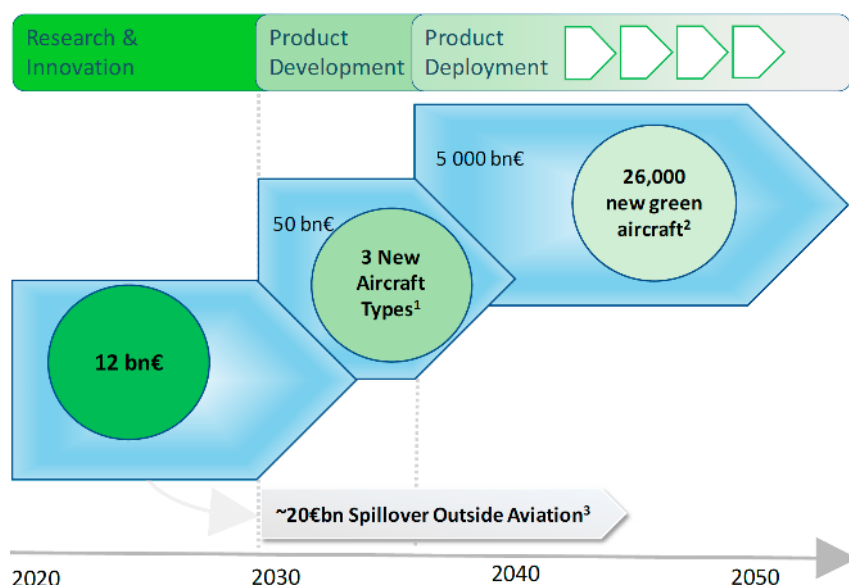 Research &
Innovation
Product
Development
Product
Deployment
5 000 bn€
26,000
new green
aircraft²
50 bn€
3 New
Aircraft
Types¹
12 bn€
~20€bn Spillover Outside Aviation³
2020
2030
2040
2050